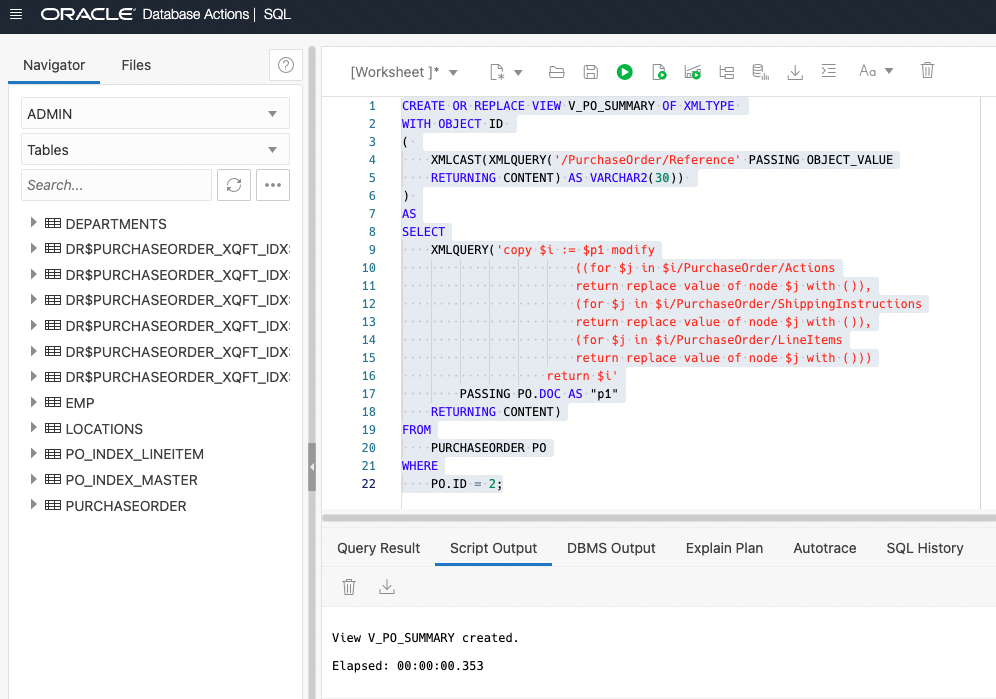 ORACLE Database Actions | SQL
Navigator
Files
ADMIN
Tables
Search...
DEPARTMENTS
DR$PURCHASEORDER_XQFT_IDX
DR$PURCHASEORDER_XQFT_IDX
DR$PURCHASEORDER_XQFT_IDX
DR$PURCHASEORDER_XQFT_IDX
DR$PURCHASEORDER_XQFT_IDX
DR$PURCHASEORDER_XQFT_IDX
EMP
LOCATIONS
PO_INDEX_LINEITEM
PO_INDEX_MASTER
PURCHASEORDER
[Worksheet ]*
Aa
1 CREATE OR REPLACE VIEW V_PO_SUMMARY OF XMLTYPE
2 WITH OBJECT ID
3 (
4 XMLCAST(XMLQUERY('/PurchaseOrder/Reference' PASSING OBJECT_VALUE
5 RETURNING CONTENT) AS VARCHAR2(30))
6 )
7 AS
8 SELECT
9 XMLQUERY('copy $i := $p1 modify
10 ((for $j in $i/PurchaseOrder/Actions
11 return replace value of node $j with ()),
12 (for $j in $i/PurchaseOrder/ShippingInstructions
13 return replace value of node $j with ()),
14 (for $j in $i/PurchaseOrder/LineItems
15 return replace value of node $j with ()))
16 return $i'
17 PASSING PO.DOC AS "p1"
18 RETURNING CONTENT)
19 FROM
20 PURCHASEORDER PO
21 WHERE
22 PO.ID = 2;
Query Result
Script Output
DBMS Output
Explain Plan
Autotrace
SQL History
View V_PO_SUMMARY created.
Elapsed: 00:00:00.353